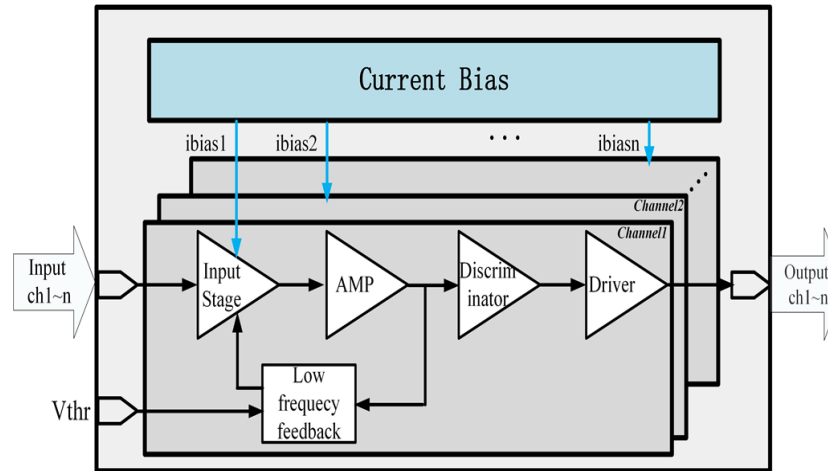 Current Bias
ibias1
ibias2
...
ibiasn
Channel2
Channel1
Input
ch1~n
Input
Stage
AMP
Discrim
inator
Driver
Output
ch1~n
Vthr
Low
frequecy
feedback